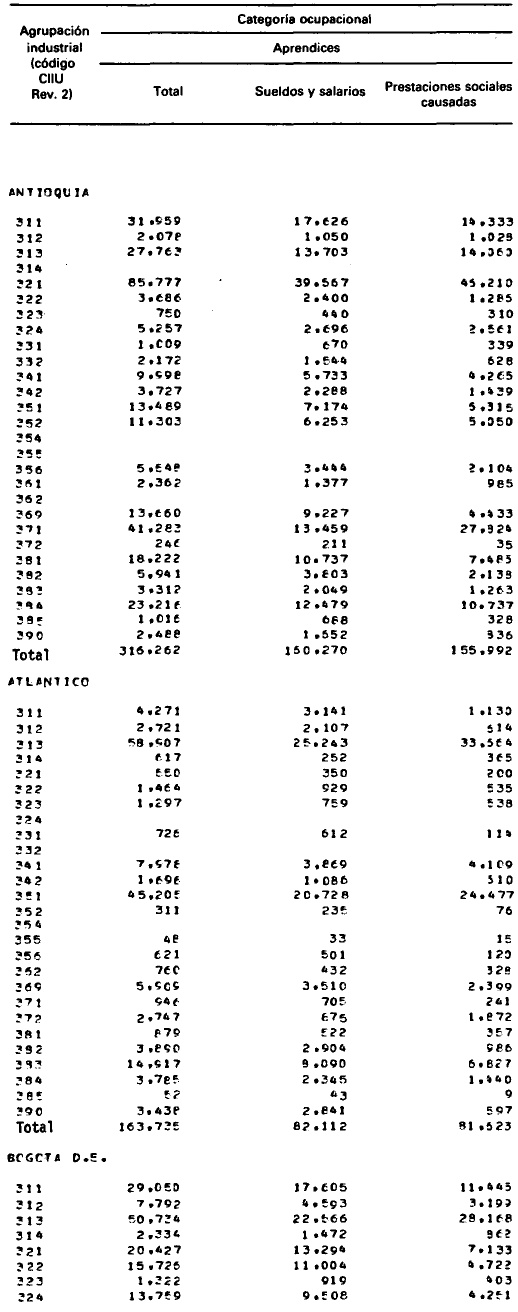 Agrupación industrial (código CIIU Rev. 2)
Categoría ocupacional
Aprendices
Total Sueldos y salarios Prestaciones sociales causadas
ANTIOQUIA
311 31.959 17.626 14.333
312 2.078 1.050 1.028
313 27.763 13.703 14.060
314
321 85.777 39.567 46.210
322 3.686 2.400 1.285
323 750 440 310
324 5.257 2.696 2.561
331 1.009 670 339
332 2.172 1.544 628
341 9.998 5.733 4.265
342 3.727 2.288 1.439
351 13.489 7.174 6.315
352 11.303 6.253 5.050
354
355
356 5.548 3.444 2.104
361 2.362 1.377 985
362
369 13.660 9.227 4.433
371 41.283 13.459 27.824
372 246 211 35
381 18.222 10.737 7.485
382 5.941 3.803 2.138
383 3.312 2.049 1.263
384 23.216 12.479 10.737
385 1.016 688 328
390 2.488 1.552 936
Total 316.262 160.270 155.992
ATLANTICO
311 4.271 3.141 1.130
312 2.721 2.107 614
313 58.907 25.243 33.664
314 617 252 365
321 550 350 200
322 1.464 929 535
323 1.297 759 538
324
331 726 612 114
332
341 7.978 3.869 4.109
342 1.696 1.086 610
351 45.205 20.728 24.477
352 311 235 76
354
355 48 33 15
356 621 501 120
362 760 432 328
369 5.909 3.510 2.399
371 946 705 241
372 2.747 875 1.872
381 879 522 357
382 3.890 2.904 986
383 14.917 8.090 6.827
384 3.785 2.345 1.440
385 52 43 9
390 3.438 2.841 597
Total 163.735 82.112 81.623
BOGOTA D.E.
311 29.050 17.605 11.445
312 7.792 4.593 3.199
313 50.734 22.566 28.168
314 2.334 1.472 862
321 20.427 13.294 7.133
322 15.726 11.004 4.722
323 1.322 919 403
324 13.759 9.508 4.251